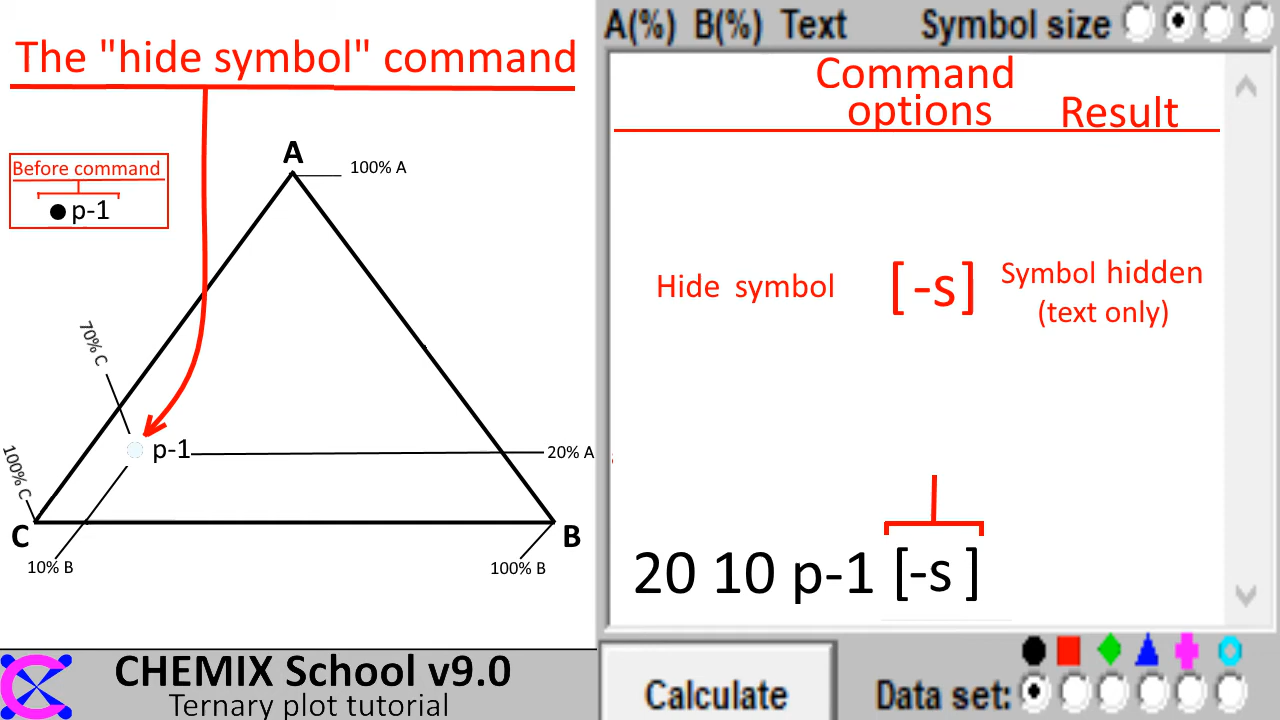 The "hide symbol" command
Before command
p-1
A
100% A
70% C
100% C
p-1
20% A
C
B
10% B
100% B
CHEMIX School v9.0
Ternary plot tutorial
A(%) B(%) Text Symbol size
Command
options
Result
Hide symbol [-s] Symbol hidden
(text only)
20 10 p-1 [-s ]
Calculate
Data set: